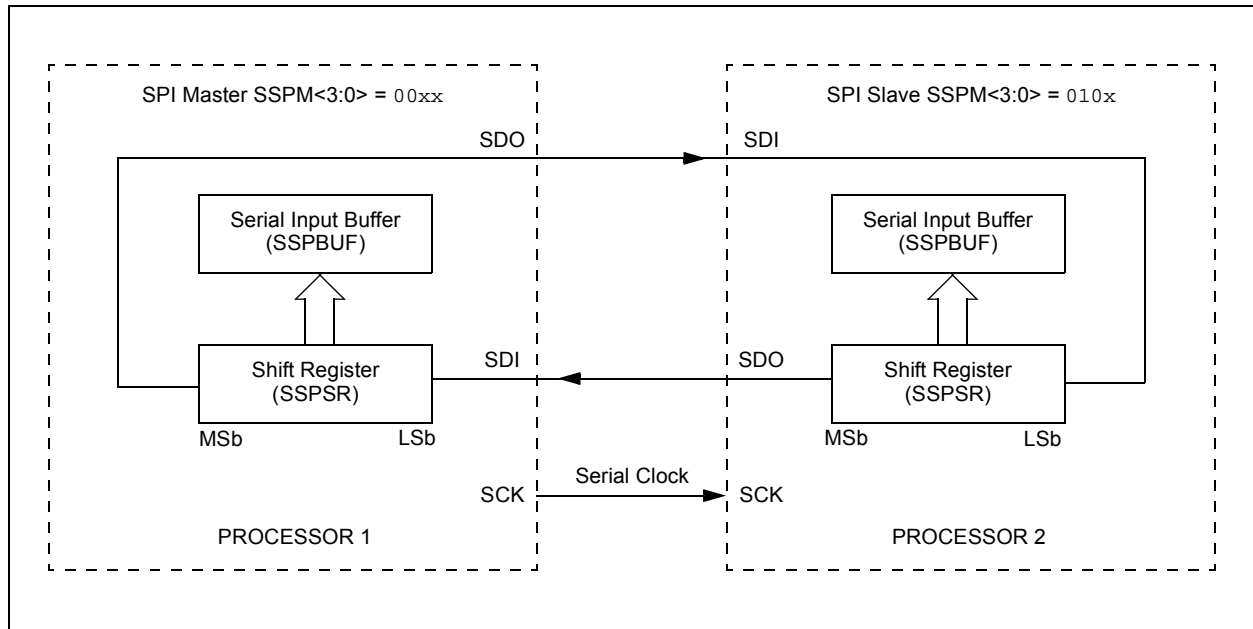 SPI Master SSPM<3:0> = 00xx
SDO
Serial Input Buffer
(SSPBUF)
Shift Register
(SSPSR)
MSb
LSb
SDI
SCK
PROCESSOR 1
Serial Clock
SPI Slave SSPM<3:0> = 010x
SDI
Serial Input Buffer
(SSPBUF)
SDO
Shift Register
(SSPSR)
MSb
LSb
SCK
PROCESSOR 2